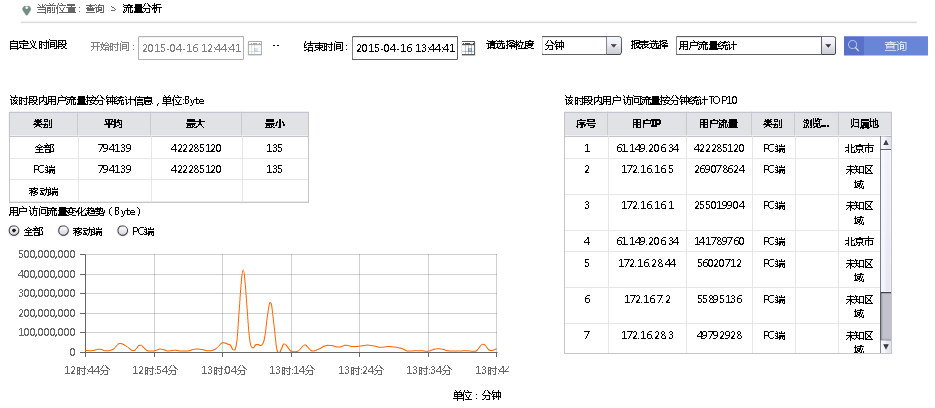 当前位置: 查询 > 流量分析
自定义时间段 开始时间: 2015-04-16 12:44:41 -- 结束时间: 2015-04-16 13:44:41 请选择粒度 分钟 报表选择 用户流量统计 查询
该时段内用户流量按分钟统计信息，单位:Byte
类别 平均 最大 最小
全部 794139 422285120 135
PC端 794139 422285120 135
移动端
用户访问流量变化趋势（Byte）
全部 移动端 PC端
500,000,000
400,000,000
300,000,000
200,000,000
100,000,000
0
12时44分 12时54分 13时04分 13时14分 13时24分 13时34分 13时44
单位：分钟
该时段内用户访问流量按分钟统计TOP10
序号 用户IP 用户流量 类别 浏览... 归属地
1 61.149.206.34 422285120 PC端 北京市
2 172.16.16.5 269078624 PC端 未知区
域
3 172.16.16.1 255019904 PC端 未知区
域
4 61.149.206.34 141789760 PC端 北京市
5 172.16.28.44 56020712 PC端 未知区
域
6 172.16.7.2 55895136 PC端 未知区
域
7 172.16.28.3 49792928 PC端 未知区
域